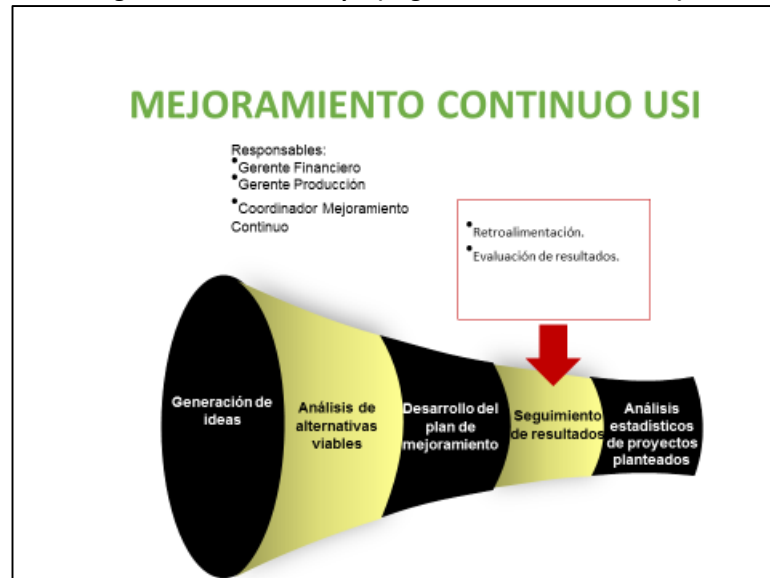 MEJORAMIENTO CONTINUO USI
Responsables:
•Gerente Financiero
•Gerente Producción
•Coordinador Mejoramiento
Continuo
•Retroalimentación.
•Evaluación de resultados.
Generación de
ideas
Análisis de
alternativas
viables
Desarrollo del
plan de
mejoramiento
Seguimiento
de resultados
Análisis
estadísticos
de proyectos
planteados